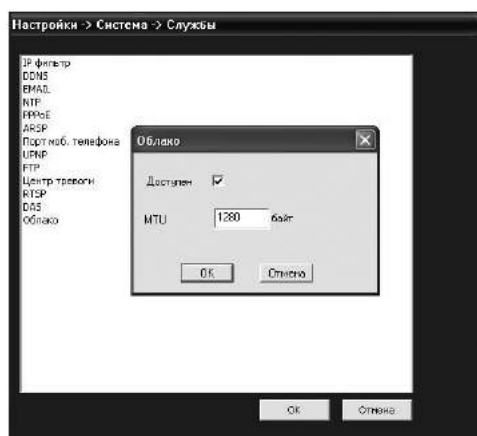 Настройки -> Система -> Службы
IP фильтр
DDNS
EMAIL
NTP
PPPoE
ARSP
Порт моб. телефона
UPNP
FTP
Центр тревоги
RTSP
DAS
Облако
Облако
Доступен
MTU 1280 байт
OK Отмена
OK Отмена